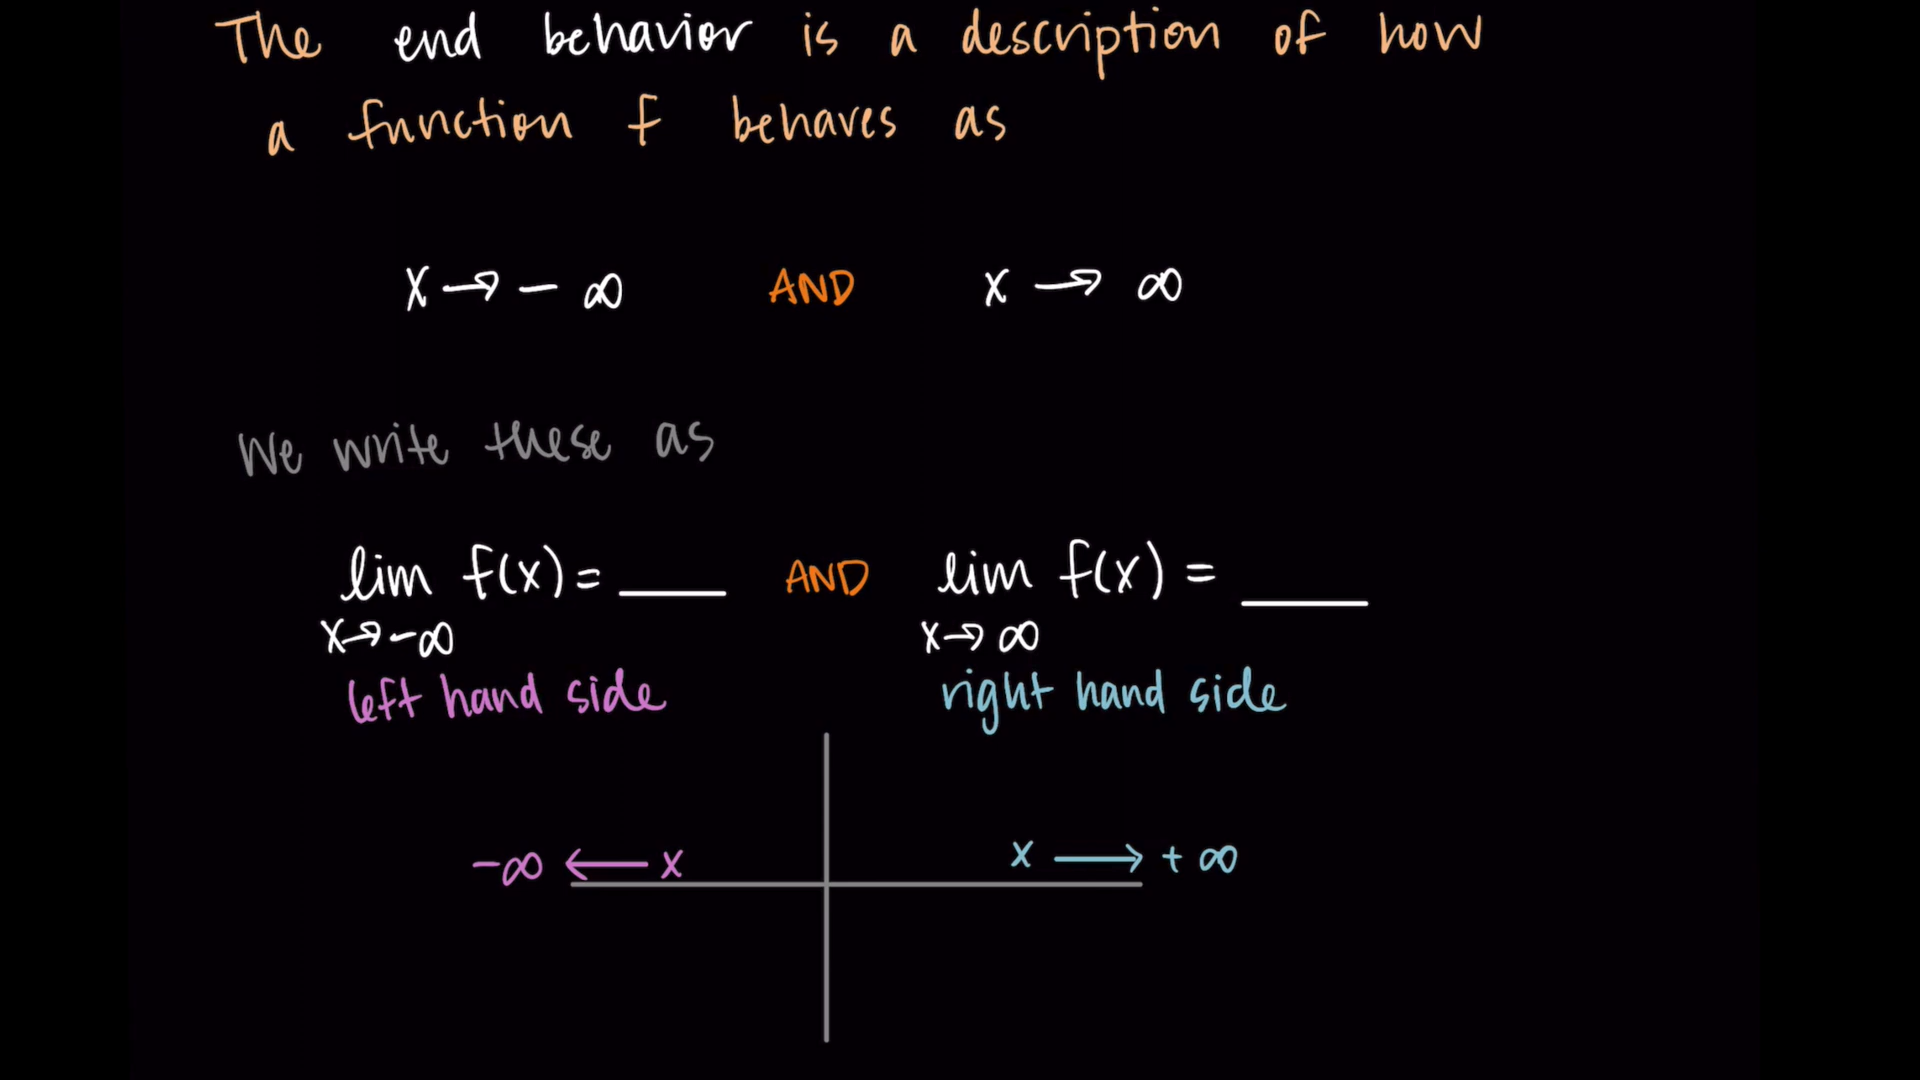 The end behavior is a description of how
a function f behaves as
x → - ∞ AND x → ∞
We write these as
lim f(x) = ____ AND lim f(x) = ____
x → -∞ x → ∞
left hand side right hand side
-∞ ← x x → + ∞